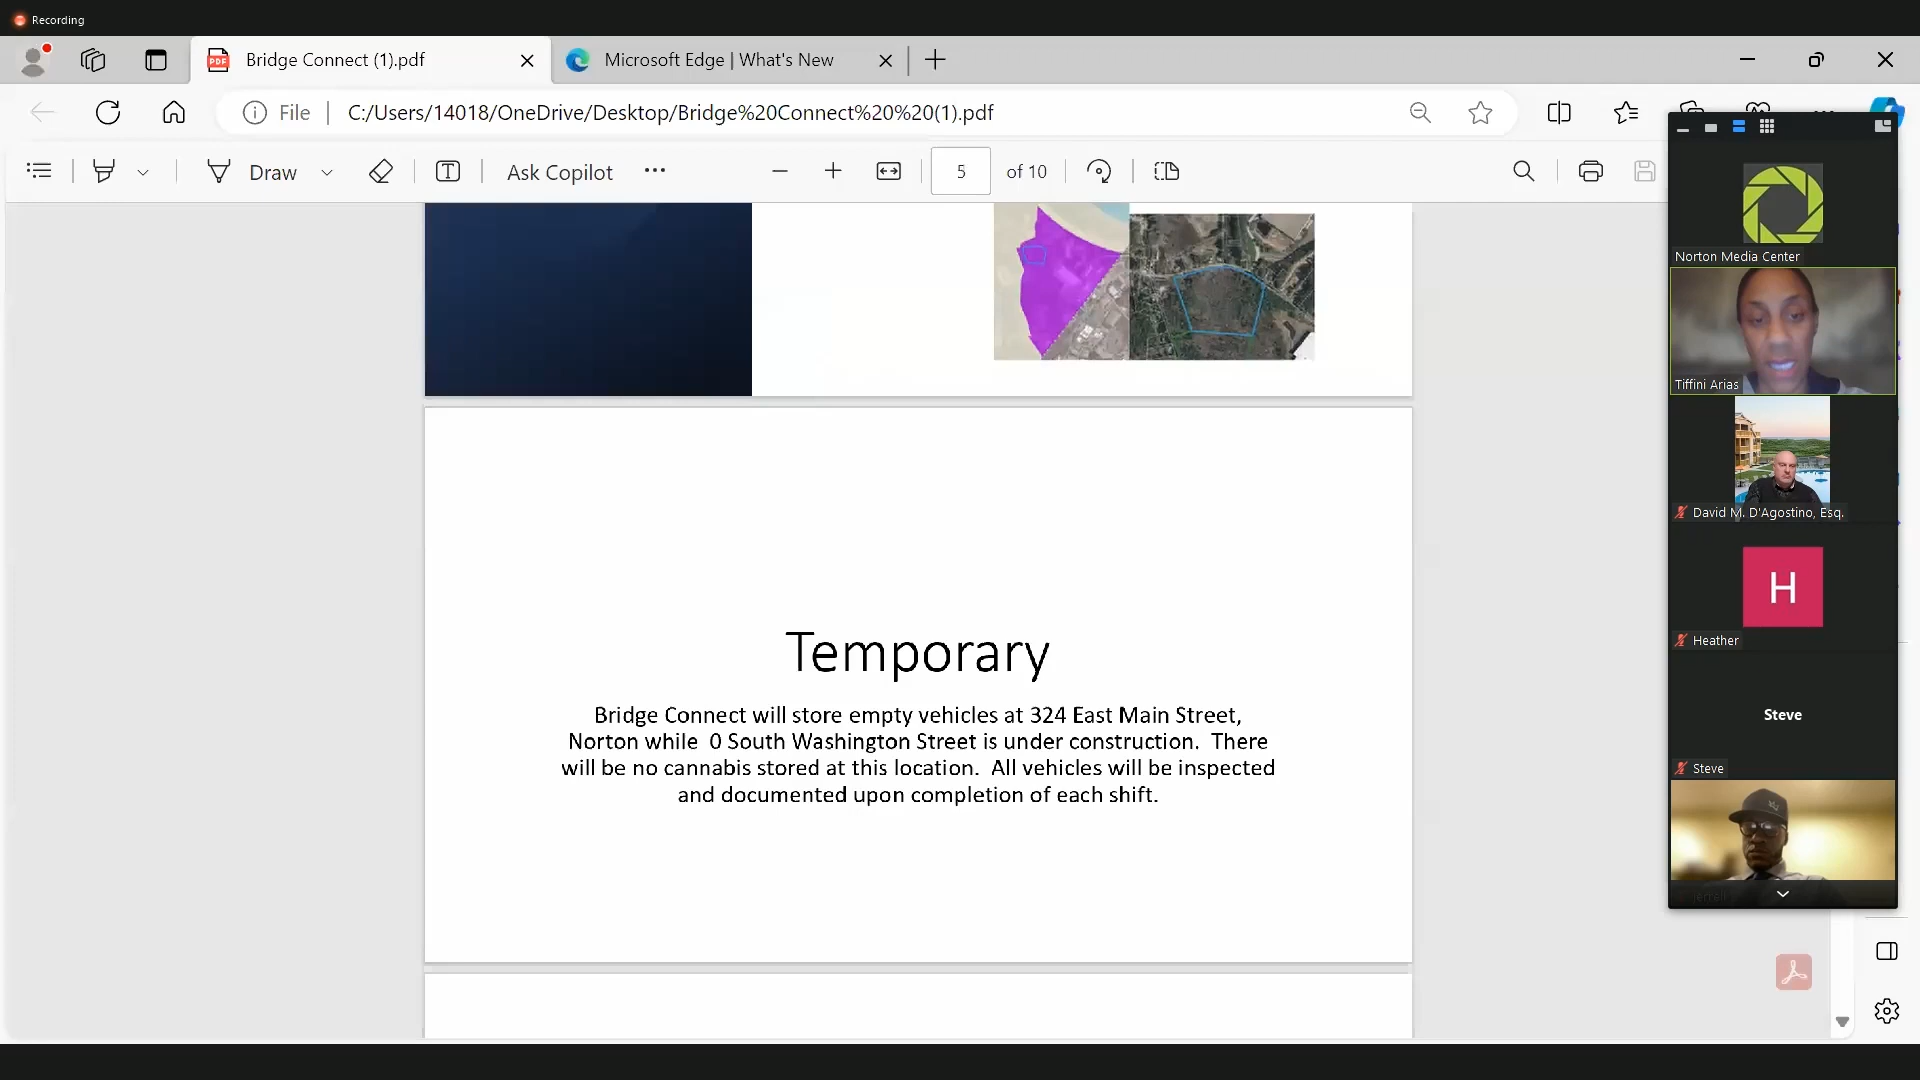 Recording
Bridge Connect (1).pdf
Microsoft Edge | What's New
File
C:/Users/14018/OneDrive/Desktop/Bridge%20Connect%20%20(1).pdf
Draw
Ask Copilot
5
of 10
Norton Media Center
Tiffini Arias
David M. D'Agostino, Esq.
H
Heather
Steve
Steve
Temporary
Bridge Connect will store empty vehicles at 324 East Main Street,
Norton while 0 South Washington Street is under construction. There
will be no cannabis stored at this location. All vehicles will be inspected
and documented upon completion of each shift.